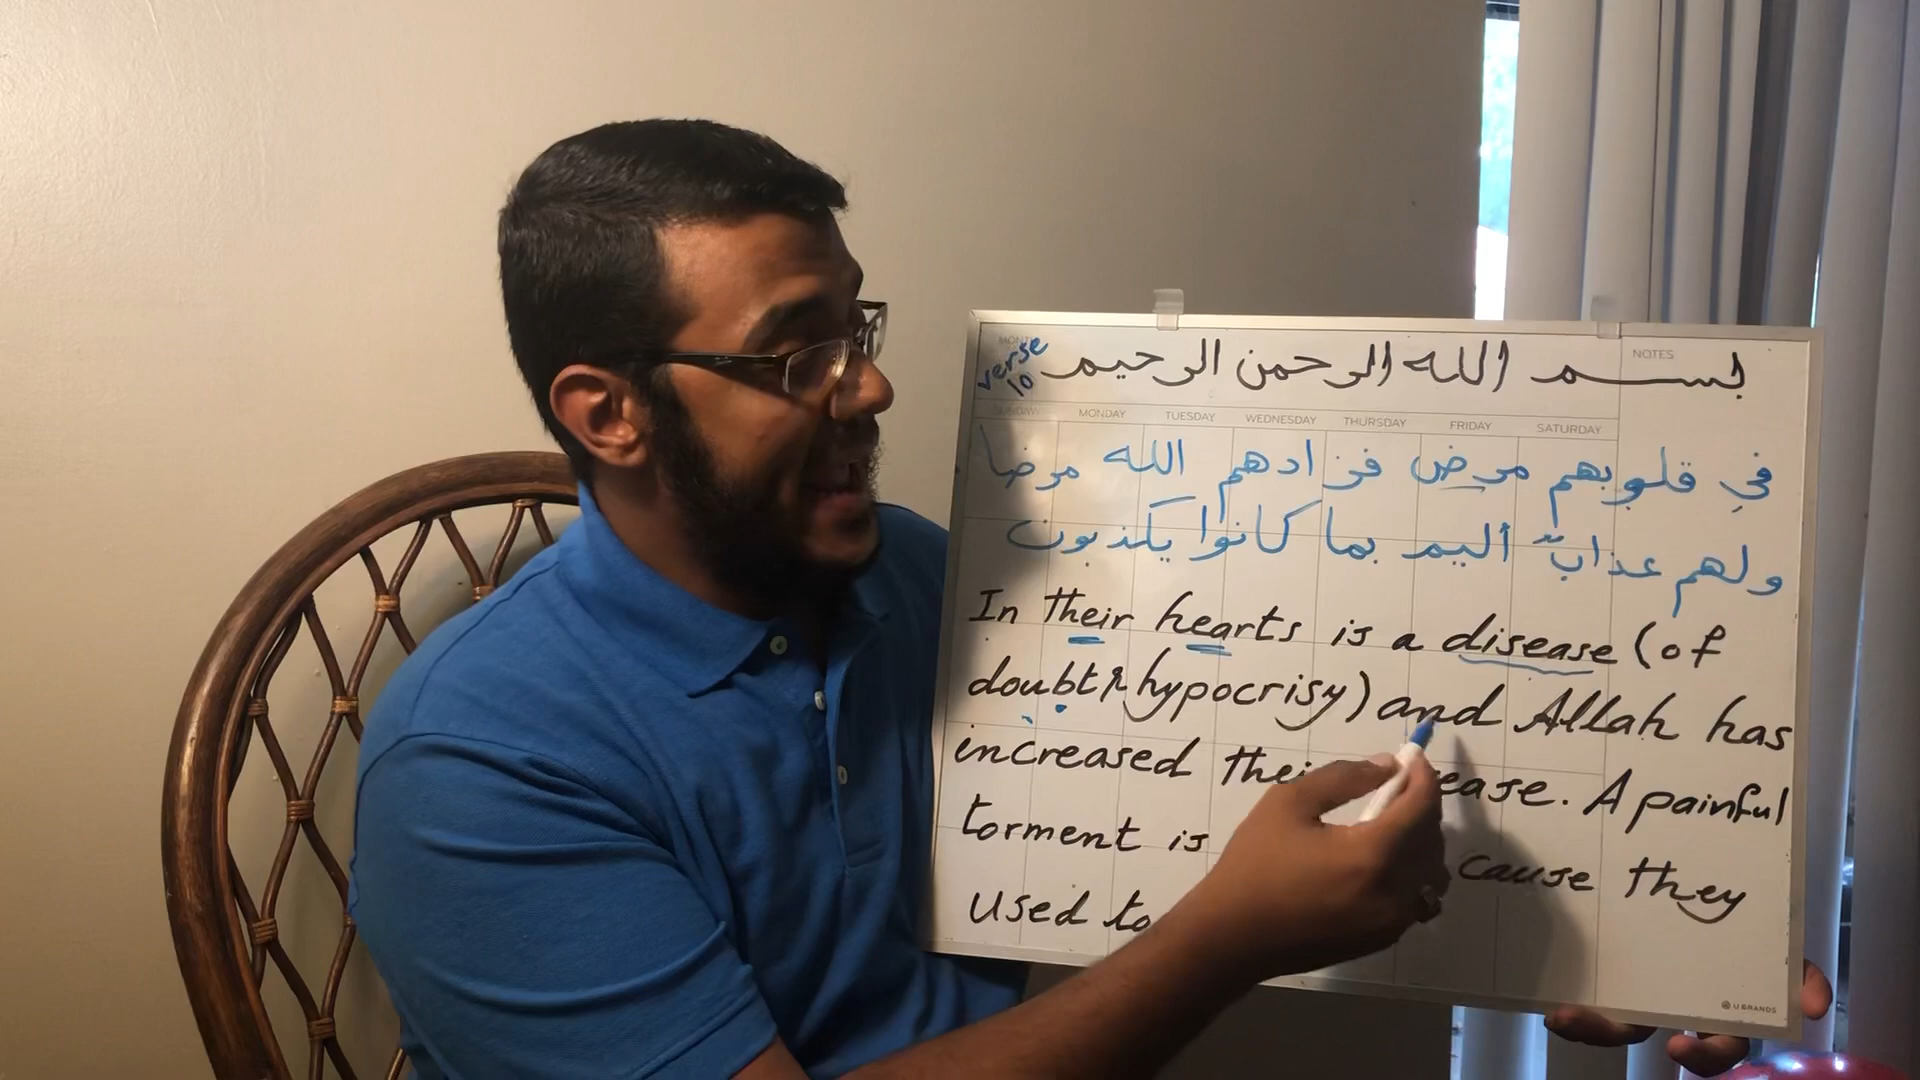 verse
10
بسم الله الرحمن الرحيم
NOTES
SUNDAY MONDAY TUESDAY WEDNESDAY THURSDAY FRIDAY SATURDAY
في قلوبهم مرض فزادهم الله مرضا
ولهم عذابٌ أليم بما كانوا يكذبون
In their hearts is a disease (of
doubt & hypocrisy) and Allah has
increased their ease. A painful
torment is cause they
used to
U BRANDS